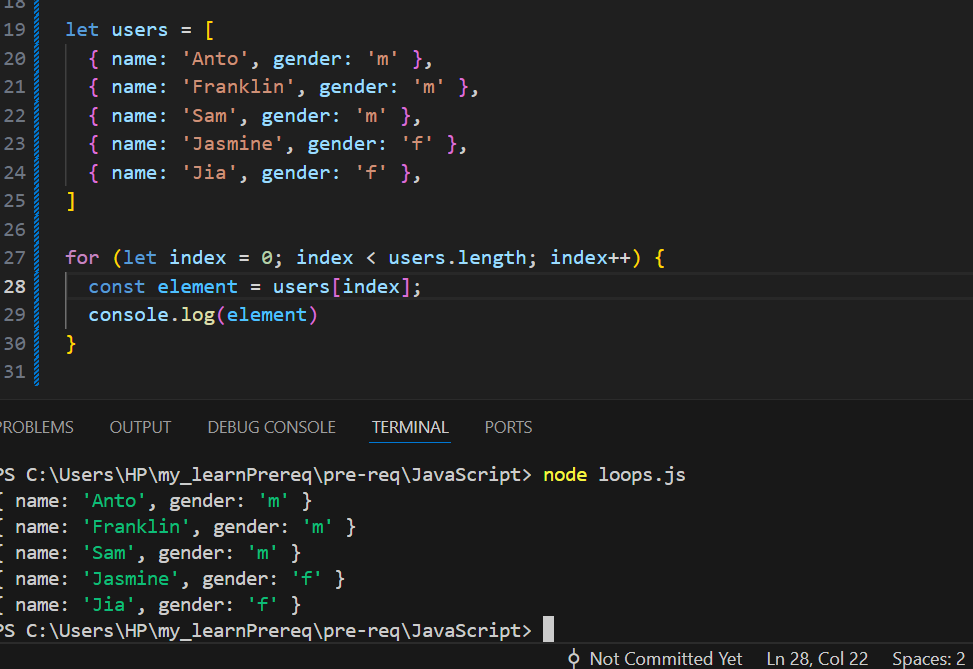 18
19 let users = [
20 { name: 'Anto', gender: 'm' },
21 { name: 'Franklin', gender: 'm' },
22 { name: 'Sam', gender: 'm' },
23 { name: 'Jasmine', gender: 'f' },
24 { name: 'Jia', gender: 'f' },
25 ]
26
27 for (let index = 0; index < users.length; index++) {
28 const element = users[index];
29 console.log(element)
30 }
31
PROBLEMS OUTPUT DEBUG CONSOLE TERMINAL PORTS
PS C:\Users\HP\my_learnPrereq\pre-req\JavaScript> node loops.js
{ name: 'Anto', gender: 'm' }
{ name: 'Franklin', gender: 'm' }
{ name: 'Sam', gender: 'm' }
{ name: 'Jasmine', gender: 'f' }
{ name: 'Jia', gender: 'f' }
PS C:\Users\HP\my_learnPrereq\pre-req\JavaScript>
Not Committed Yet Ln 28, Col 22 Spaces: 2